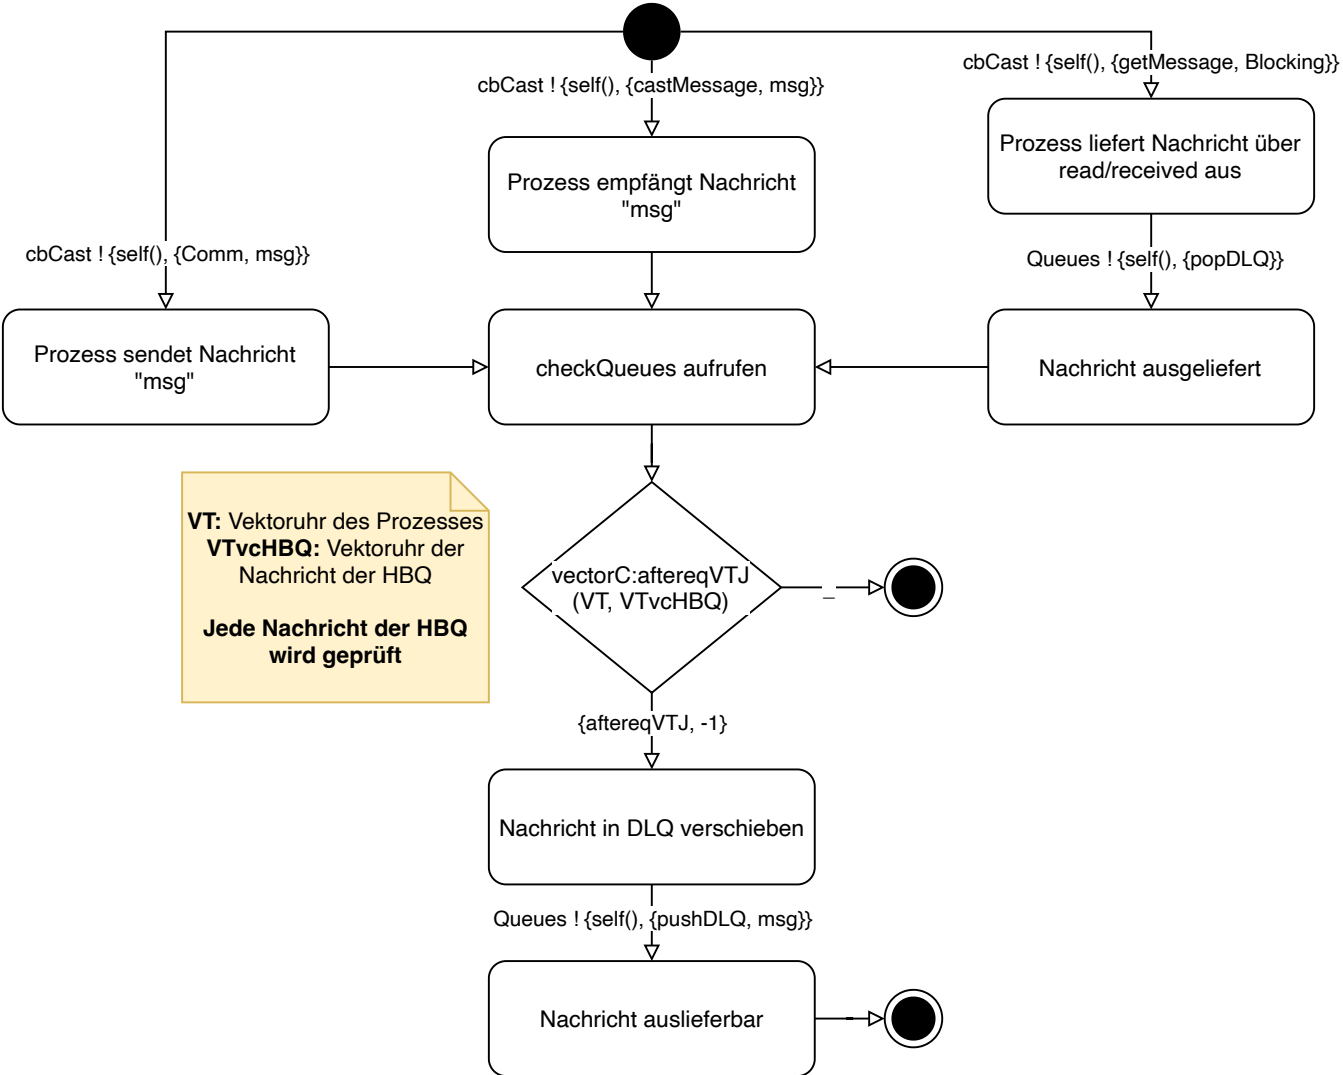 cbCast ! {self(), {getMessage, Blocking}}
cbCast ! {self(), {castMessage, msg}}
Prozess liefert Nachricht über
read/received aus
Prozess empfängt Nachricht
"msg"
cbCast ! {self(), {Comm, msg}}
Queues ! {self(), {popDLQ}}
Prozess sendet Nachricht
"msg"
checkQueues aufrufen
Nachricht ausgeliefert
VT: Vektoruhr des Prozesses
VTvcHBQ: Vektoruhr der
Nachricht der HBQ
Jede Nachricht der HBQ
wird geprüft
vectorC:aftereqVTJ
(VT, VTvcHBQ)
_
{aftereqVTJ, -1}
Nachricht in DLQ verschieben
Queues ! {self(), {pushDLQ, msg}}
Nachricht auslieferbar